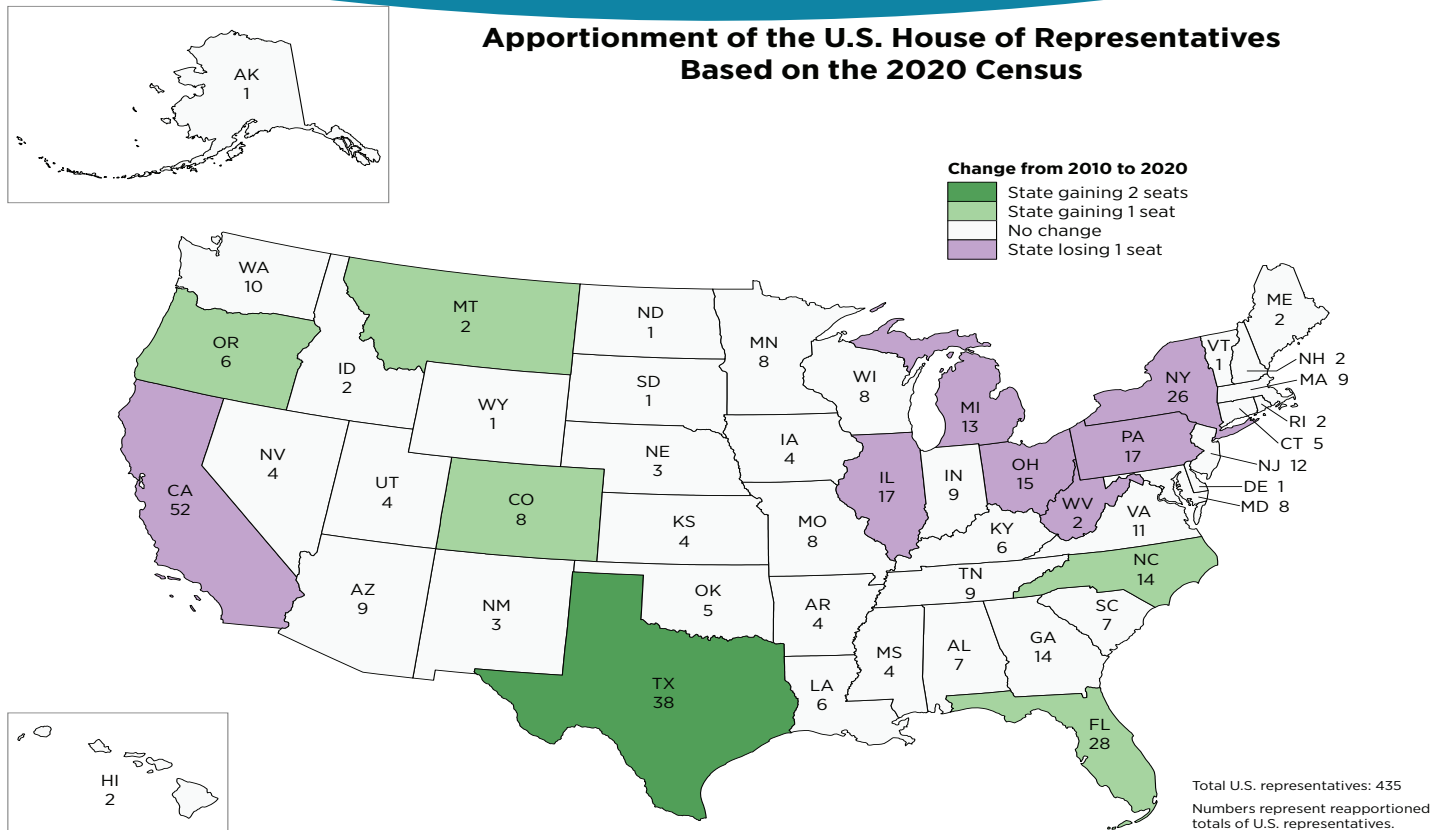 Apportionment of the U.S. House of Representatives
Based on the 2020 Census
AK
1
Change from 2010 to 2020
State gaining 2 seats
State gaining 1 seat
No change
State losing 1 seat
WA
10
OR
6
CA
52
NV
4
ID
2
MT
2
WY
1
UT
4
CO
8
AZ
9
NM
3
ND
1
SD
1
NE
3
KS
4
OK
5
TX
38
MN
8
IA
4
MO
8
AR
4
LA
6
WI
8
IL
17
MI
13
IN
9
OH
15
KY
6
TN
9
MS
4
AL
7
GA
14
FL
28
SC
7
NC
14
VA
11
WV
2
PA
17
NY
26
VT
1
ME
2
NH 2
MA 9
RI 2
CT 5
NJ 12
DE 1
MD 8
HI
2
Total U.S. representatives: 435
Numbers represent reapportioned
totals of U.S. representatives.